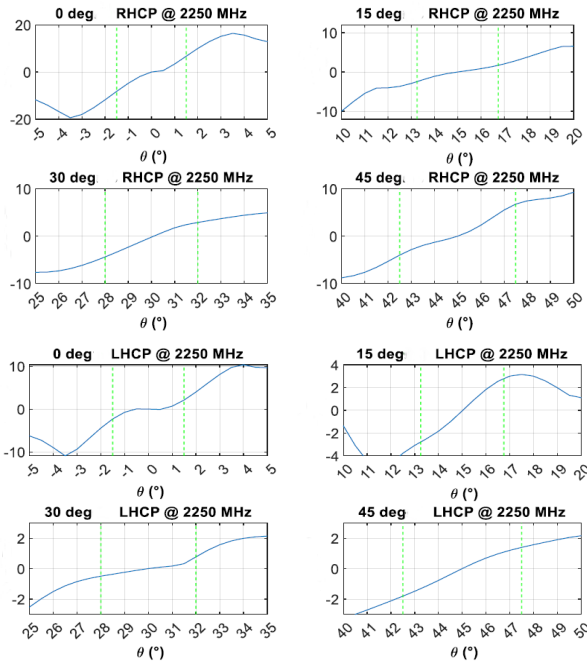 0 deg RHCP @ 2250 MHz
20
0
-20
-5 -4 -3 -2 -1 0 1 2 3 4 5
θ (°)
15 deg RHCP @ 2250 MHz
10
0
-10
10 11 12 13 14 15 16 17 18 19 20
θ (°)
30 deg RHCP @ 2250 MHz
10
0
-10
25 26 27 28 29 30 31 32 33 34 35
θ (°)
45 deg RHCP @ 2250 MHz
10
0
-10
40 41 42 43 44 45 46 47 48 49 50
θ (°)
0 deg LHCP @ 2250 MHz
10
0
-10
-5 -4 -3 -2 -1 0 1 2 3 4 5
θ (°)
15 deg LHCP @ 2250 MHz
4
2
0
-2
-4
10 11 12 13 14 15 16 17 18 19 20
θ (°)
30 deg LHCP @ 2250 MHz
2
0
-2
25 26 27 28 29 30 31 32 33 34 35
θ (°)
45 deg LHCP @ 2250 MHz
2
0
-2
40 41 42 43 44 45 46 47 48 49 50
θ (°)